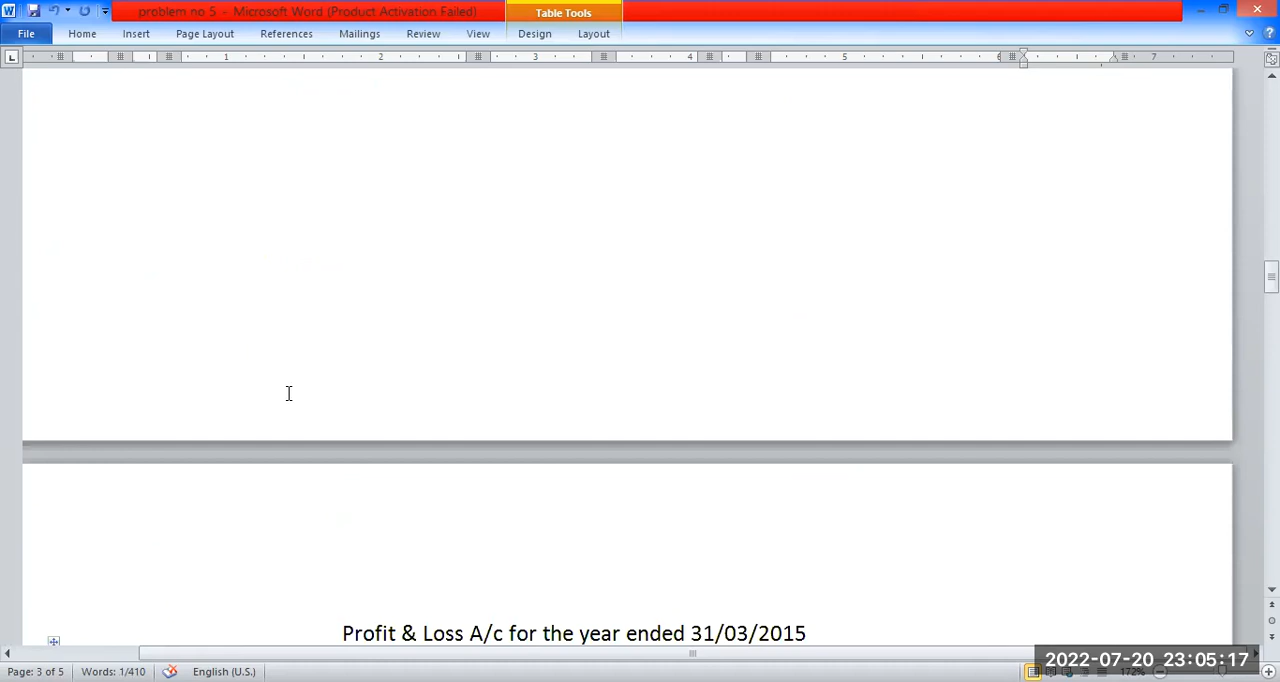 problem no 5 - Microsoft Word (Product Activation Failed)
Table Tools
File Home Insert Page Layout References Mailings Review View Design Layout
1 2 3 4 5 6 7
Profit & Loss A/c for the year ended 31/03/2015
2022-07-20 23:05:17
Page: 3 of 5 Words: 1/410 English (U.S.) 172%